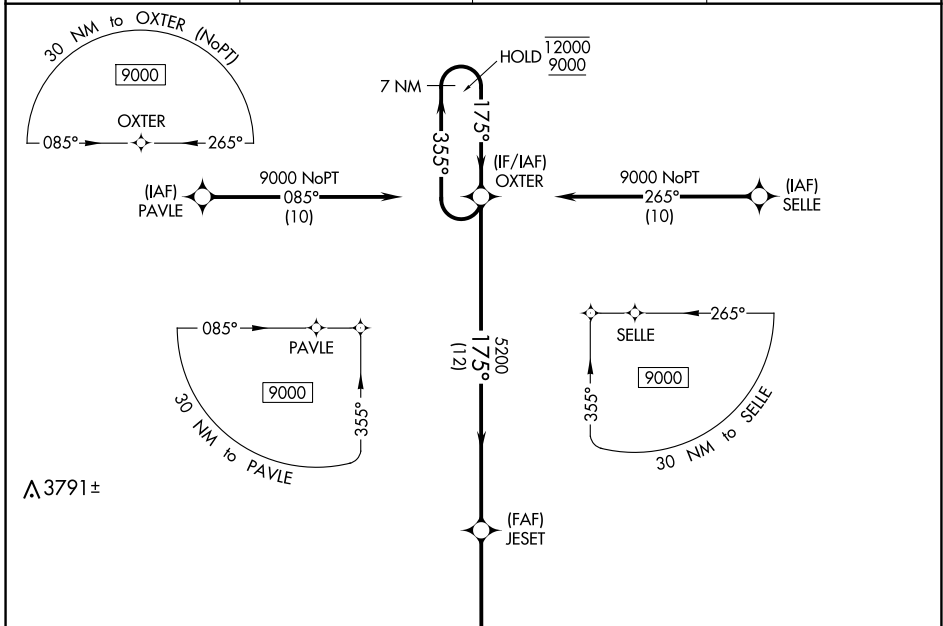 30 NM to OXTER (NoPT)
9000
OXTER
085°
265°
HOLD 12000
9000
7 NM
175°
355°
(IF/IAF)
OXTER
(IAF)
PAVLE
9000 NoPT
085°
(10)
9000 NoPT
265°
(10)
(IAF)
SELLE
085°
PAVLE
9000
355°
30 NM to PAVLE
5200
175°
(12)
265°
SELLE
9000
355°
30 NM to SELLE
3791±
(FAF)
JESET